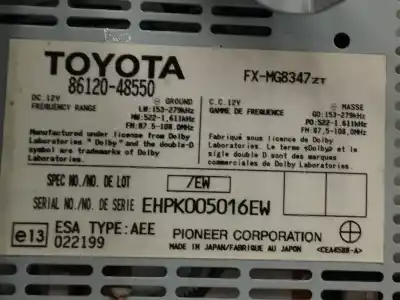 TOYOTA
86120-48550
FX-MG8347ZT
DC.12V ⊖ GROUND
FREQUENCY RANGE LW:153-279kHz
MW:522-1,611kHz
FM:87.5-108.0MHz
C.C.12V ⊖ MASSE
GAMME DE FREQUENCE GO:153-279kHz
PO:522-1,611kHz
FM:87.5-108.0MHz
Manufactured under license from Dolby
Laboratories "Dolby" and the double-D
symbol are trademarks of Dolby
Laboratories.
Fabriqué sous licence de Dolby
Laboratories. Le terme «Dolby» et le
sigle double D sont des marques
commerciales de Dolby Laboratories.
SPEC NO./NO. DE LOT /EW
SERIAL NO./NO. DE SÉRIE EHPK005016EW
e13 ESA TYPE:AEE
022199
PIONEER CORPORATION
MADE IN JAPAN/FABRIQUÉ AU JAPON
<CEA4588-A>